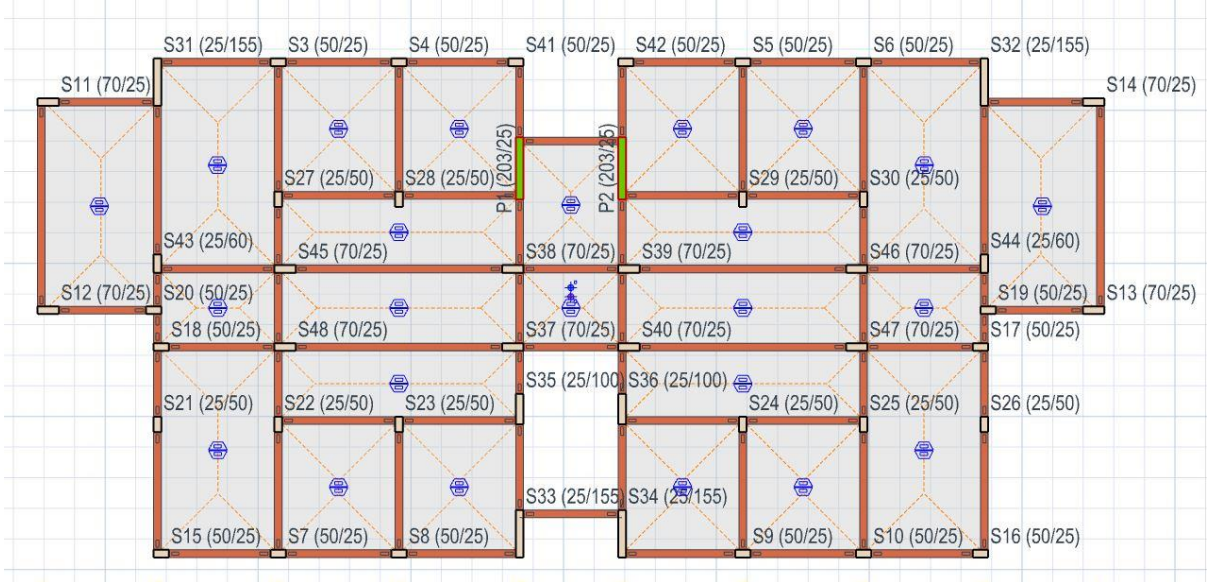 S31 (25/155) S3 (50/25) S4 (50/25) S41 (50/25) S42 (50/25) S5 (50/25) S6 (50/25) S32 (25/155)
S11 (70/25) S14 (70/25)
P1 (203/25) P2 (203/25)
S27 (25/50) S28 (25/50) S29 (25/50) S30 (25/50)
S43 (25/60) S44 (25/60)
S45 (70/25) S38 (70/25) S39 (70/25) S46 (70/25)
S12 (70/25) S20 (50/25) S19 (50/25) S13 (70/25)
S18 (50/25) S48 (70/25) S37 (70/25) S40 (70/25) S47 (70/25) S17 (50/25)
S35 (25/100) S36 (25/100)
S21 (25/50) S22 (25/50) S23 (25/50) S24 (25/50) S25 (25/50) S26 (25/50)
S33 (25/155) S34 (25/155)
S15 (50/25) S7 (50/25) S8 (50/25) S9 (50/25) S10 (50/25) S16 (50/25)